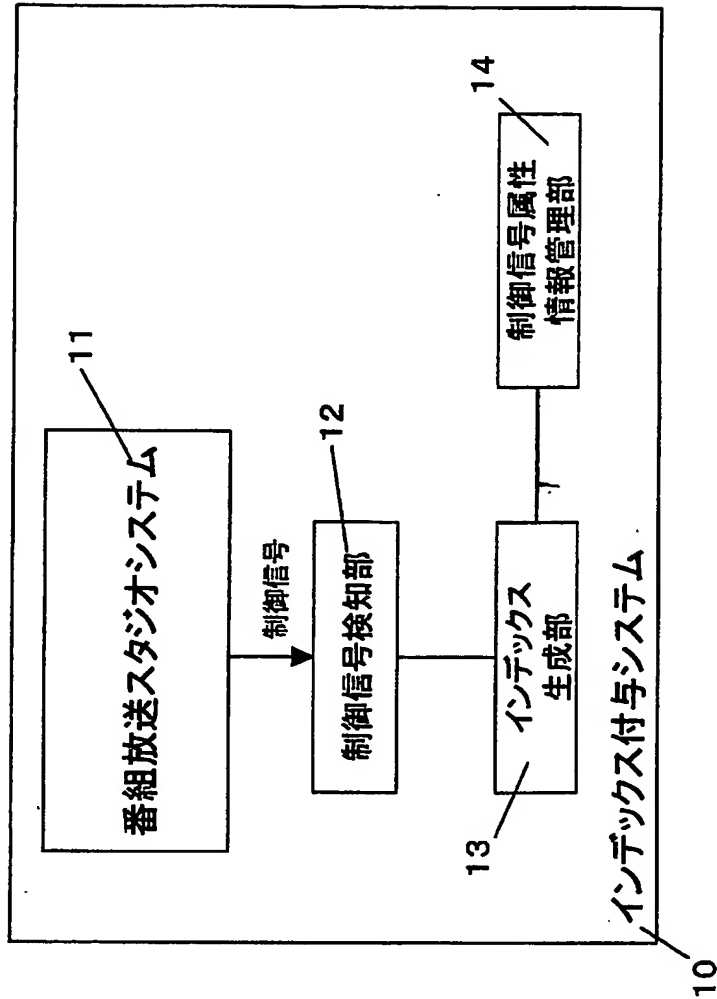 番組放送スタジオシステム
11
制御信号
制御信号検知部
12
インデックス
生成部
13
制御信号属性
情報管理部
14
インデックス付与システム
10